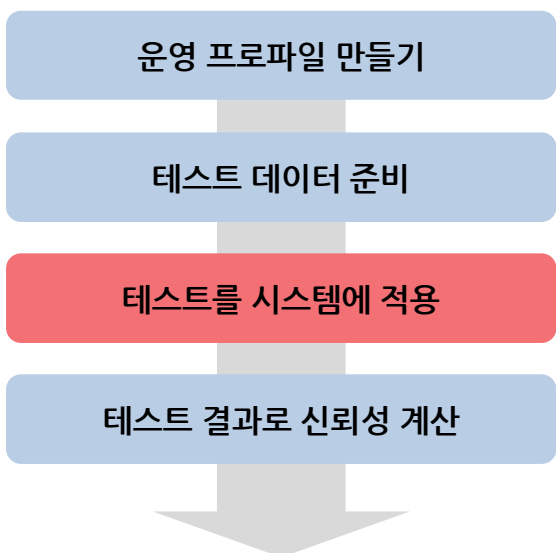 운영 프로파일 만들기
테스트 데이터 준비
테스트를 시스템에 적용
테스트 결과로 신뢰성 계산